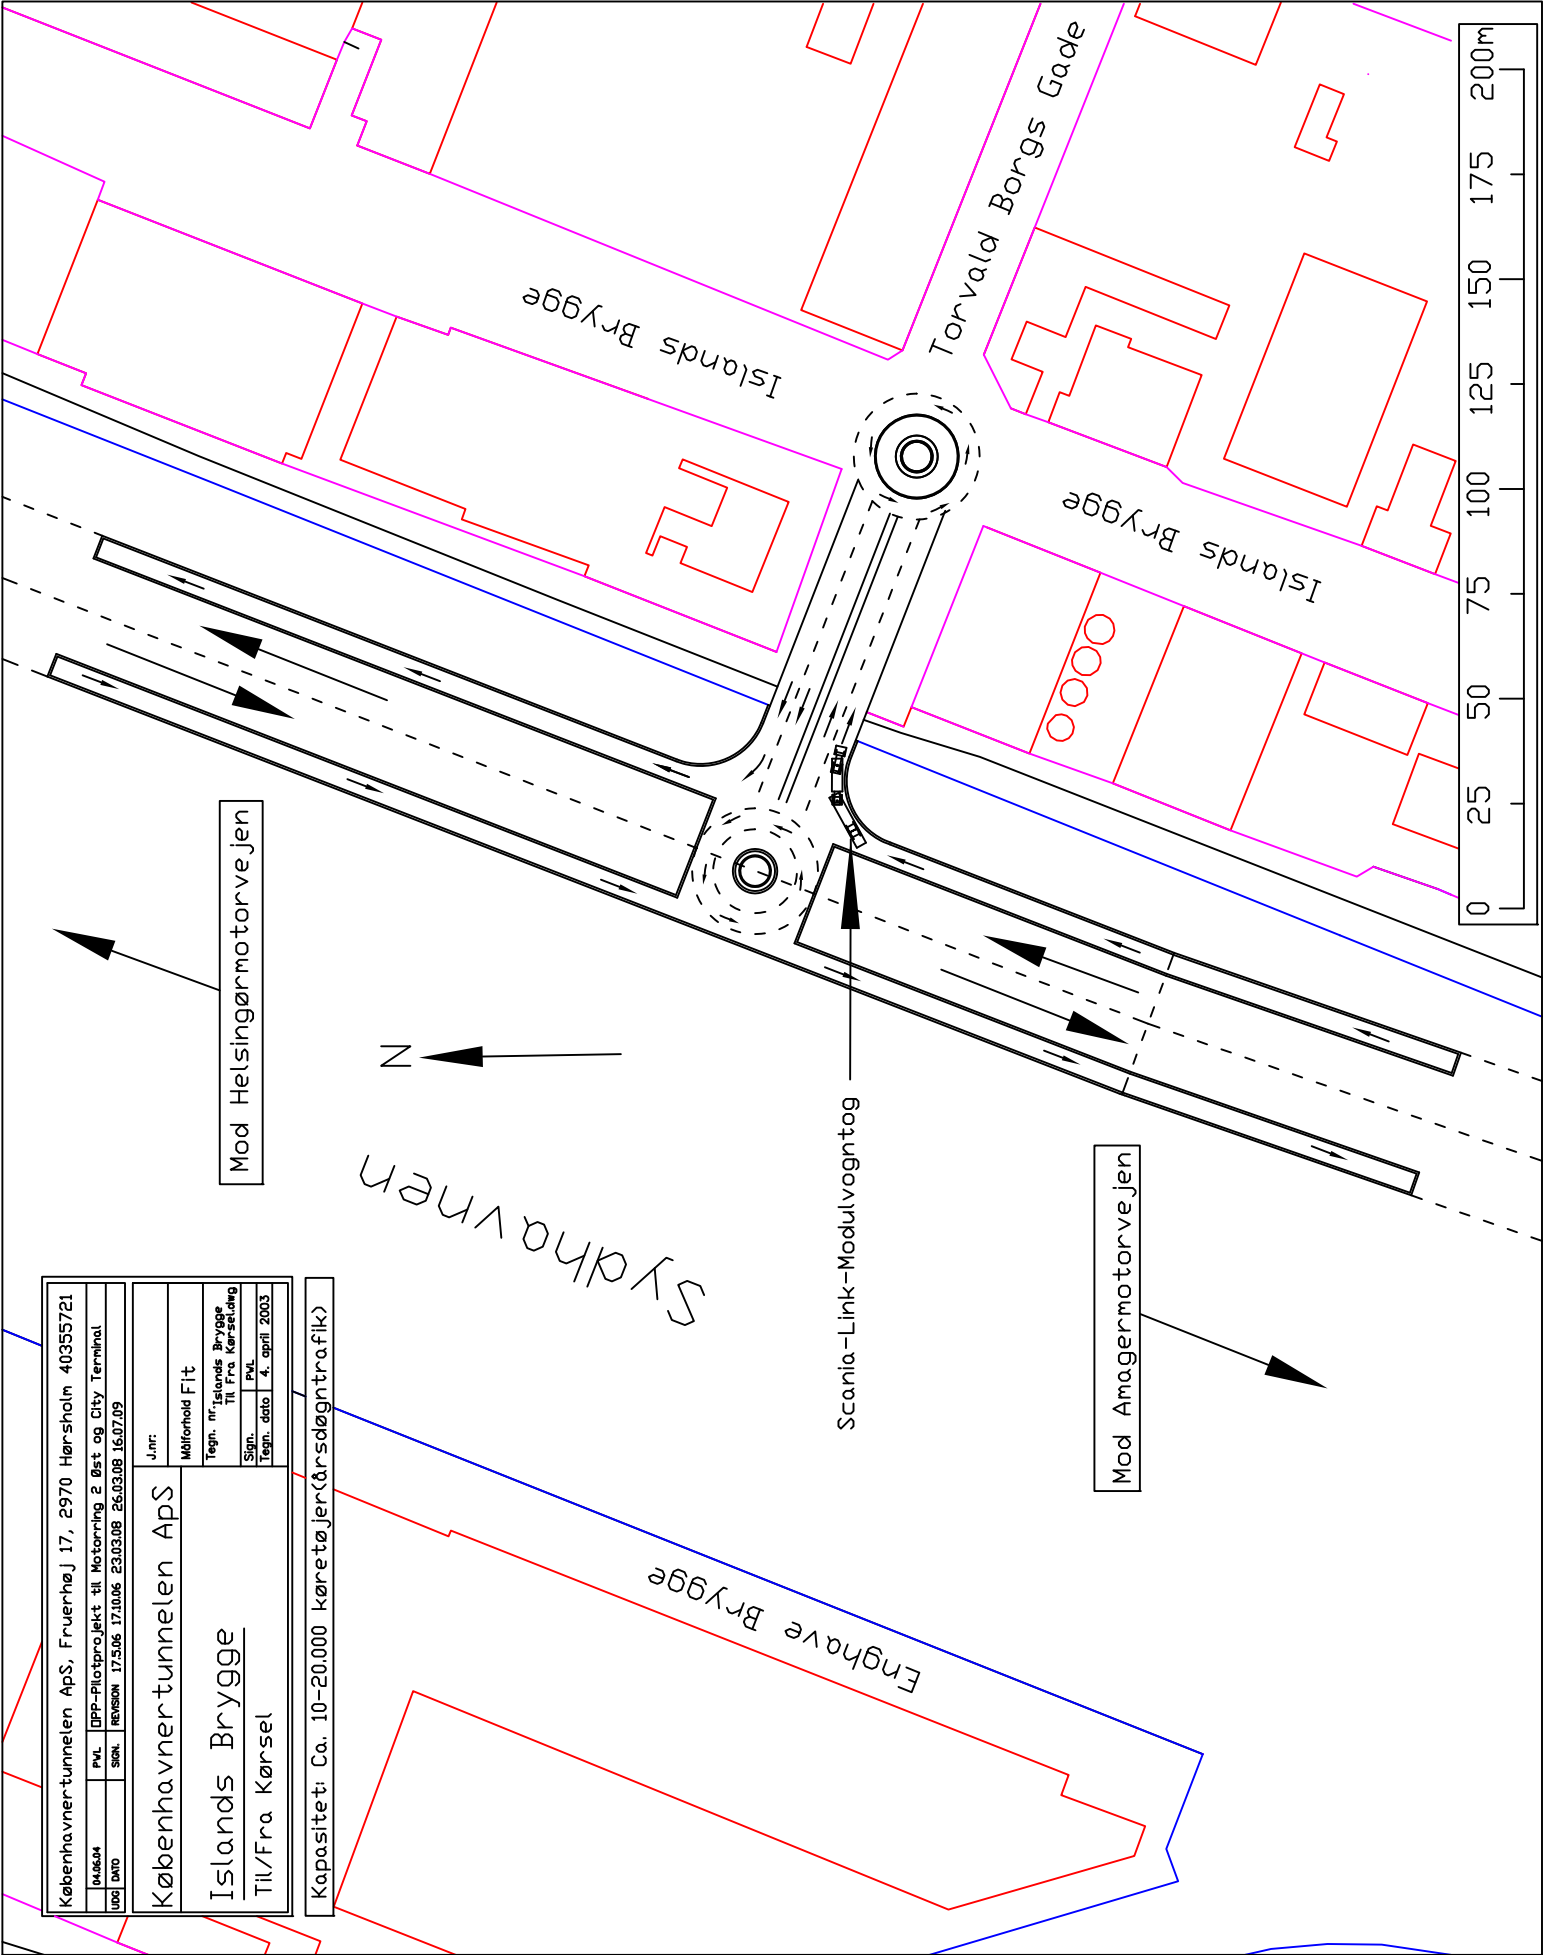 Københavnertunnelen ApS, Fruerhøj 17, 2970 Hørsholm 40355721
04.06.04 PVL OPP-Pilotprojekt til Motorring 2 Øst og City Terminal
UDG DATO SIGN. REVISION 17.5.06 17.10.06 23.03.08 26.03.08 16.07.09
Københavnertunnelen ApS
Islands Brygge
Til/Fra Kørsel
J.nr:
Målforhold Fit
Tegn. nr. Islands Brygge
Til Fra Kørsel.dwg
Sign. PVL
Tegn. dato 4. april 2003
Kapasitet: Ca. 10-20.000 køretøjer(årsdøgntrafik)
Mod Helsingørmotorvejen
N
Sydhavnen
Scania-Link-Modulvogntog
Mod Amagermotorvejen
Enghave Brygge
Islands Brygge
Torvald Borgs Gade
Islands Brygge
0 25 50 75 100 125 150 175 200m